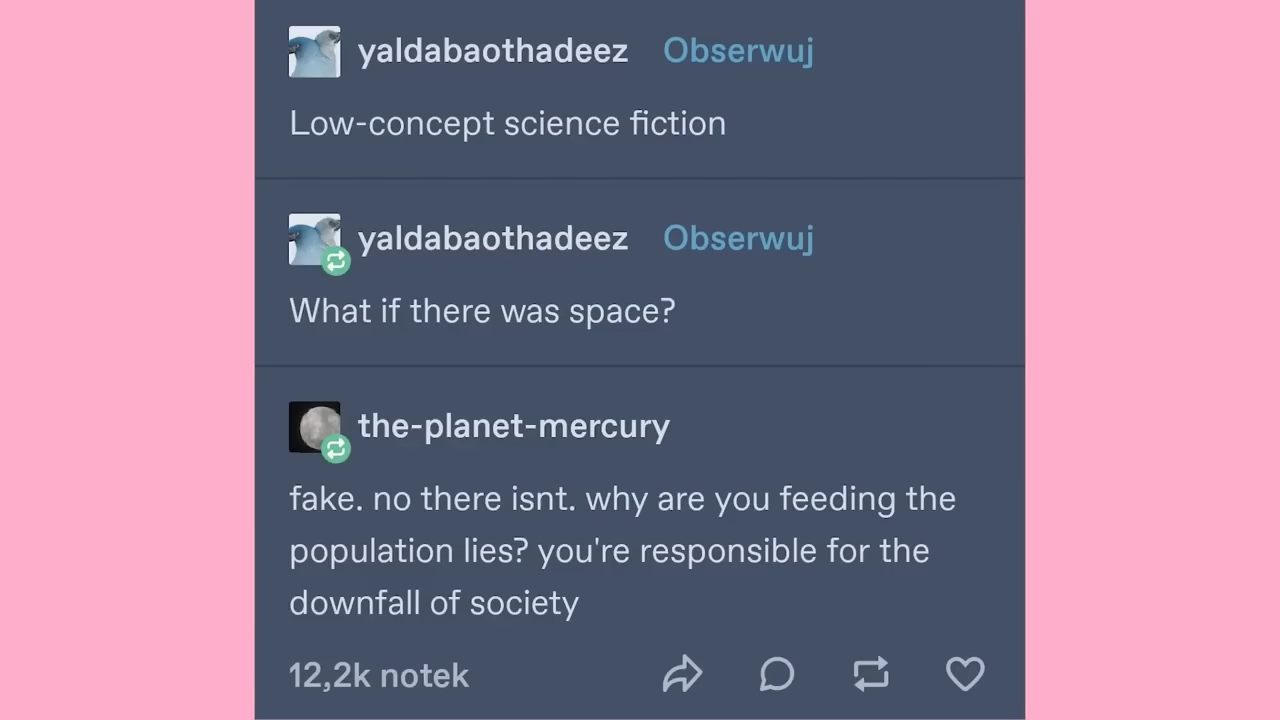 yaldabaothadeez Obserwuj
Low-concept science fiction
yaldabaothadeez Obserwuj
What if there was space?
the-planet-mercury
fake. no there isnt. why are you feeding the
population lies? you're responsible for the
downfall of society
12,2k notek